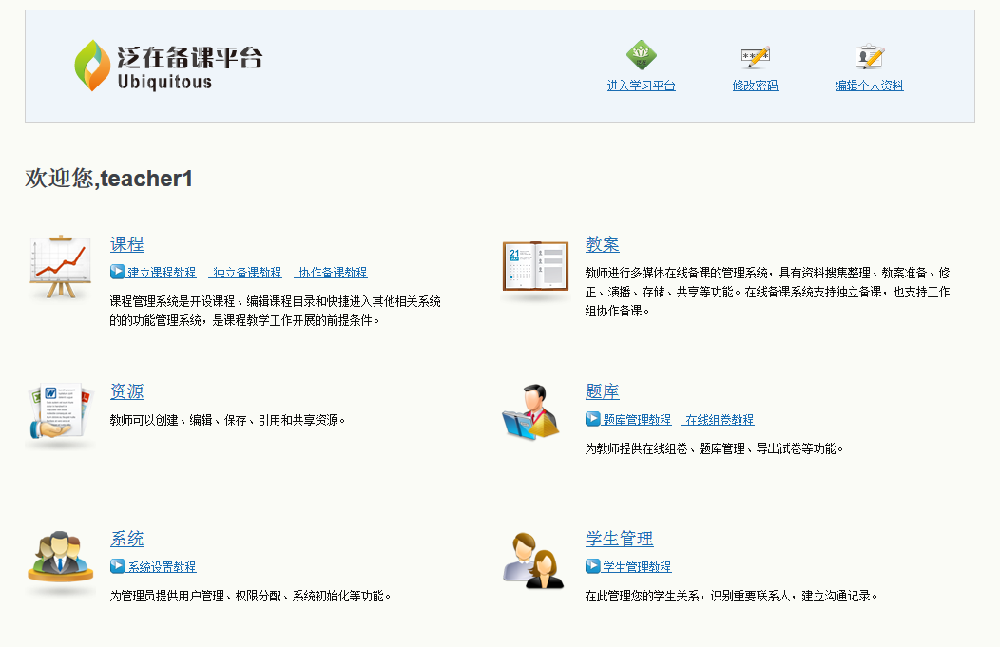 泛在备课平台
Ubiquitous
进入学习平台
修改密码
编辑个人资料
欢迎您,teacher1
课程
建立课程教程 独立备课教程 协作备课教程
课程管理系统是开设课程、编辑课程目录和快捷进入其他相关系统
的的功能管理系统，是课程教学工作开展的前提条件。
教案
教师进行多媒体在线备课的管理系统，具有资料搜集整理、教案准备、修
正、演播、存储、共享等功能。在线备课系统支持独立备课，也支持工作
组协作备课。
资源
教师可以创建、编辑、保存、引用和共享资源。
题库
题库管理教程 在线组卷教程
为教师提供在线组卷、题库管理、导出试卷等功能。
系统
系统设置教程
为管理员提供用户管理、权限分配、系统初始化等功能。
学生管理
学生管理教程
在此管理您的学生关系，识别重要联系人，建立沟通记录。